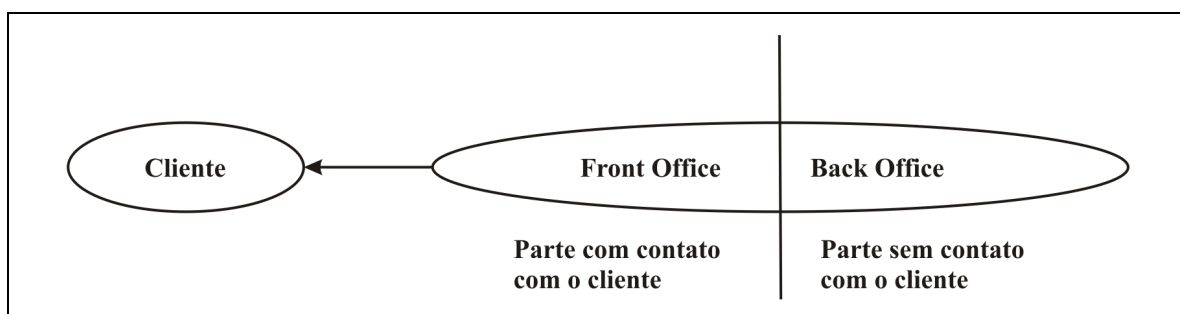 Cliente
Front Office
Back Office
Parte com contato
com o cliente
Parte sem contato
com o cliente